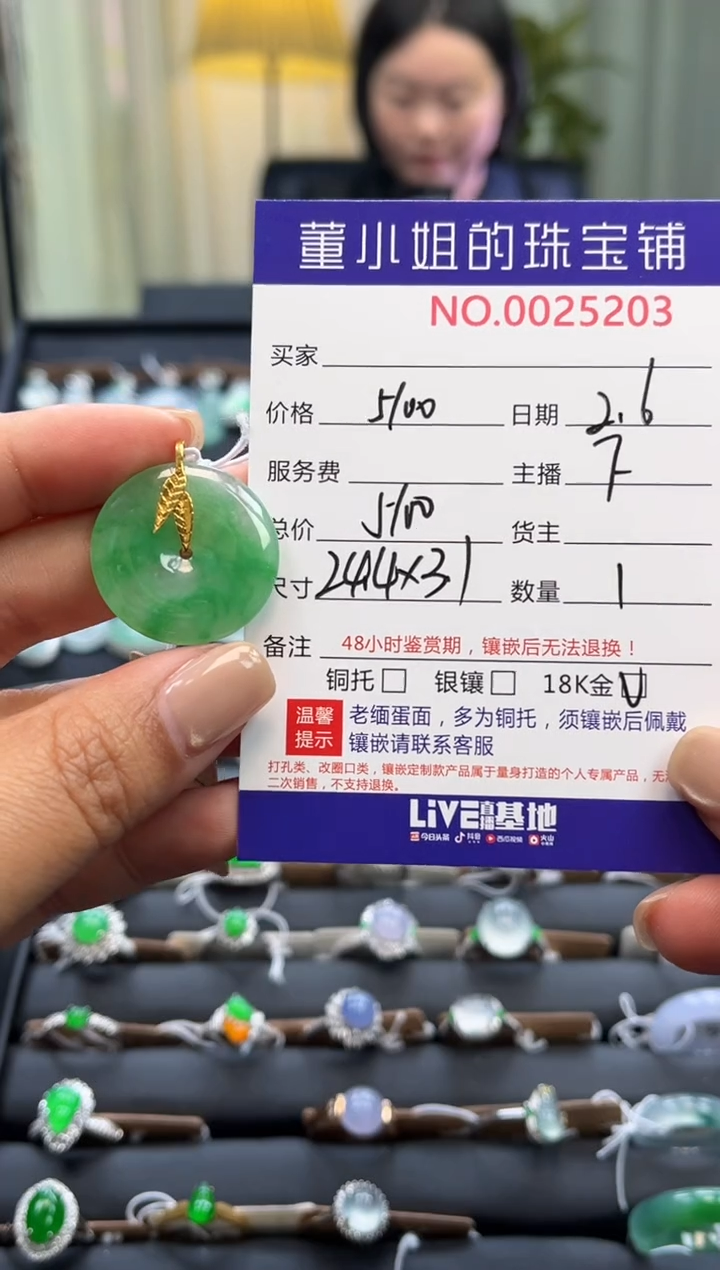 董小姐的珠宝铺
NO.0025203
买家
价格 5100 日期 2.6
服务费 主播
总价 5100 货主
尺寸 24.4×3.1 数量 1
备注 48小时鉴赏期，镶嵌后无法退换！
铜托 银镶 18K金
温馨提示 老缅蛋面，多为铜托，须镶嵌后佩戴
镶嵌请联系客服
打孔类、改圈口类，镶嵌定制款产品属于量身打造的个人专属产品，无
二次销售，不支持退换。
LiVE直播基地
今日头条 抖音 西瓜视频 火山